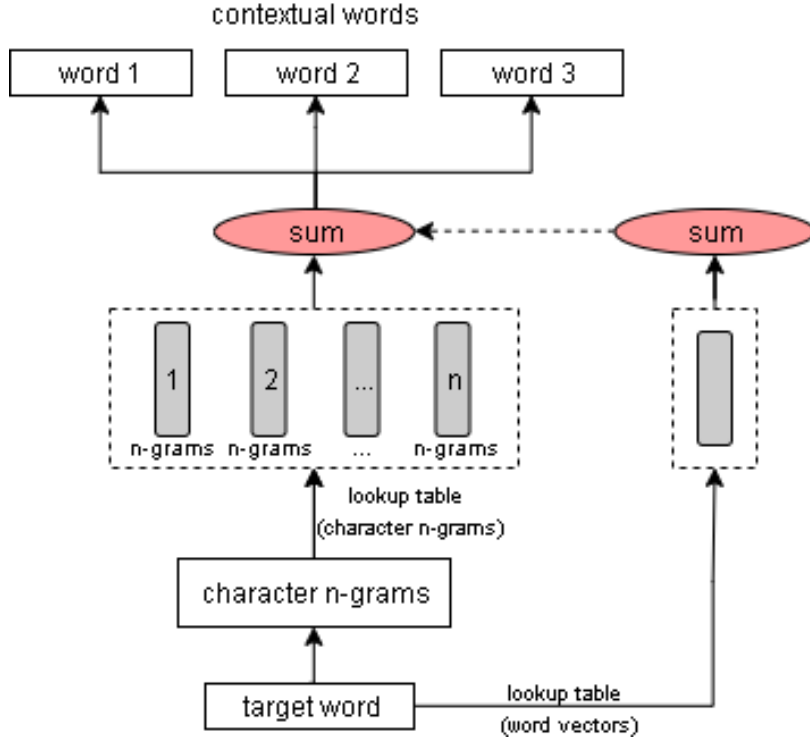 contextual words
word 1 word 2 word 3
sum sum
1 2 ... n
n-grams n-grams ... n-grams
lookup table
(character n-grams)
character n-grams
target word
lookup table
(word vectors)